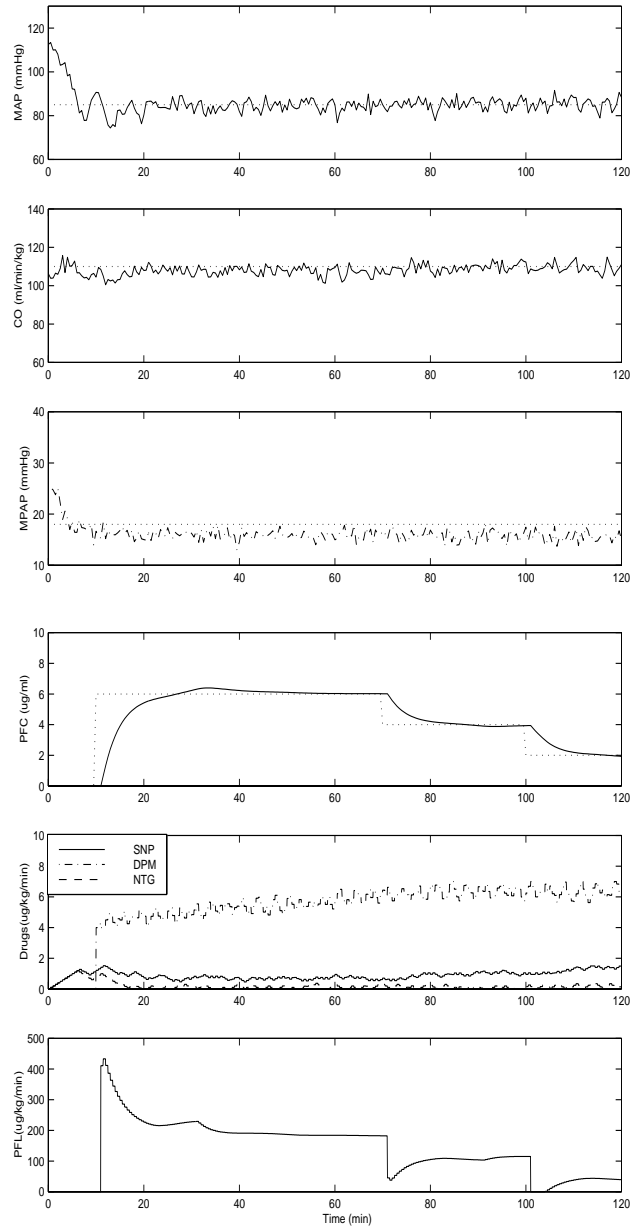 130
120
100
80
60
MAP (mmHg)
0 20 40 60 80 100 120
140
120
100
80
60
CO (ml/min/kg)
0 20 40 60 80 100 120
40
30
20
10
MPAP (mmHg)
0 20 40 60 80 100 120
10
8
6
4
2
0
PFC (ug/ml)
0 20 40 60 80 100 120
10
8
6
4
2
0
Drugs(ug/kg/min)
SNP
DPM
NTG
0 20 40 60 80 100 120
500
400
300
200
100
0
PFL(ug/kg/min)
0 20 40 60 80 100 120
Time (min)